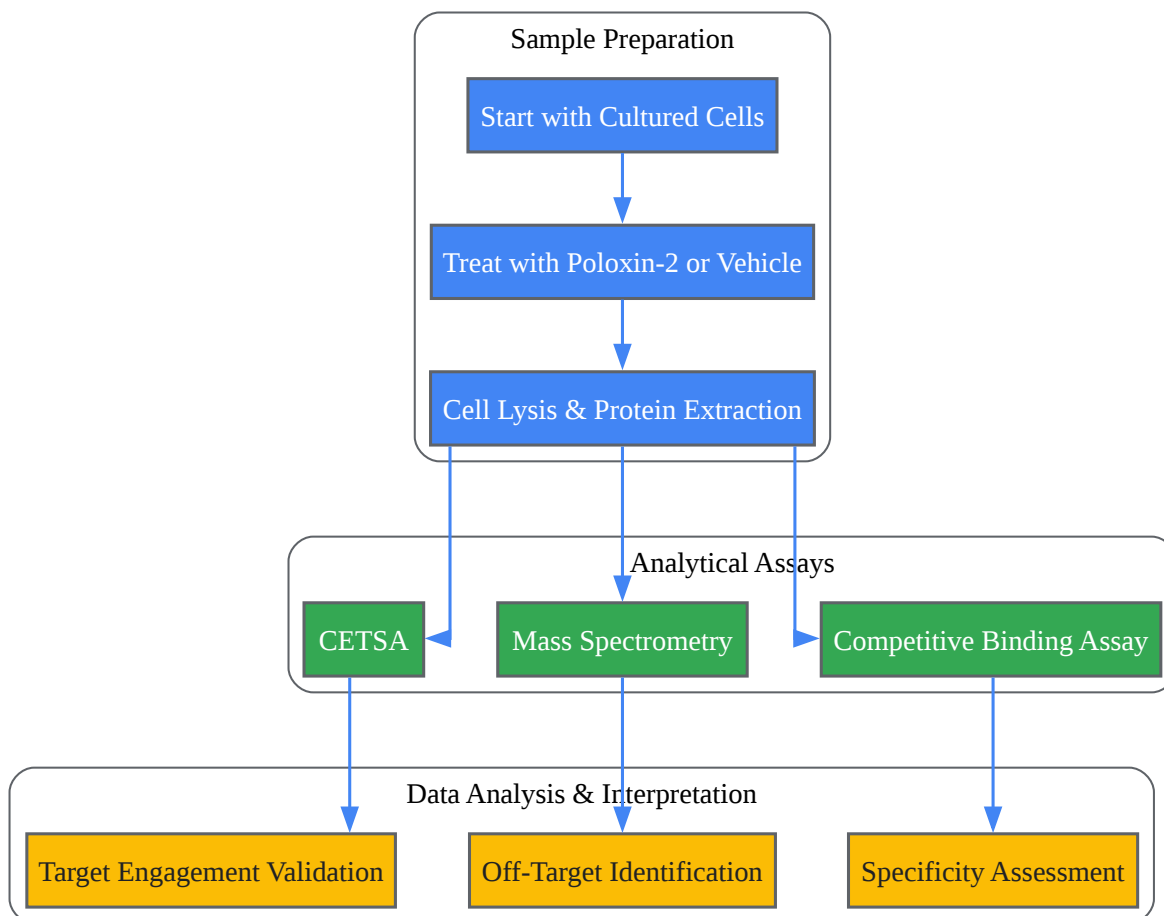 Sample Preparation
Start with Cultured Cells
Treat with Poloxin-2 or Vehicle
Cell Lysis & Protein Extraction
Analytical Assays
CETSA
Mass Spectrometry
Competitive Binding Assay
Data Analysis & Interpretation
Target Engagement Validation
Off-Target Identification
Specificity Assessment